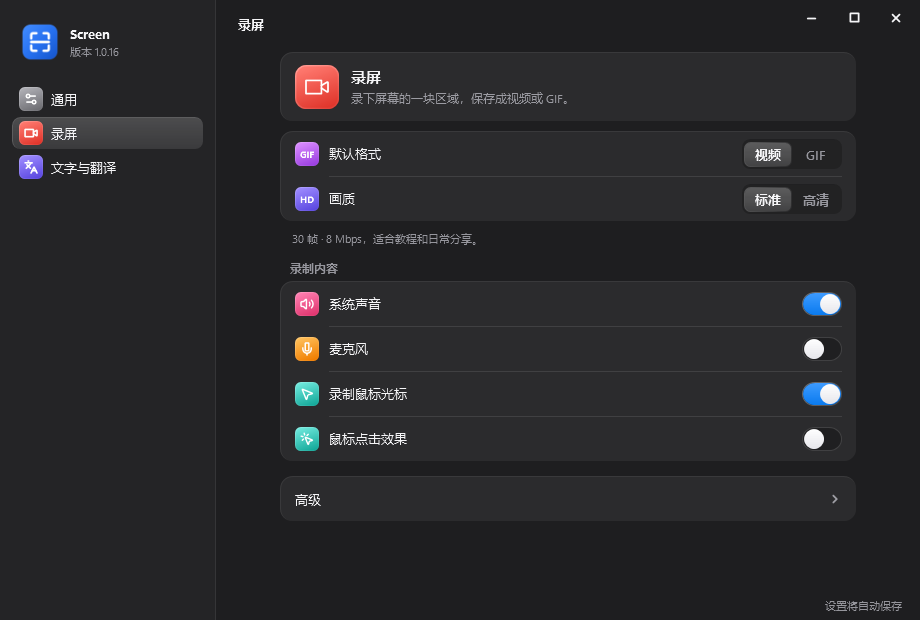 Screen
版本 1.0.16
通用
录屏
文字与翻译
录屏
录屏
录下屏幕的一块区域，保存成视频或 GIF。
GIF 默认格式 视频 GIF
HD 画质 标准 高清
30 帧 · 8 Mbps，适合教程和日常分享。
录制内容
系统声音
麦克风
录制鼠标光标
鼠标点击效果
高级
设置将自动保存